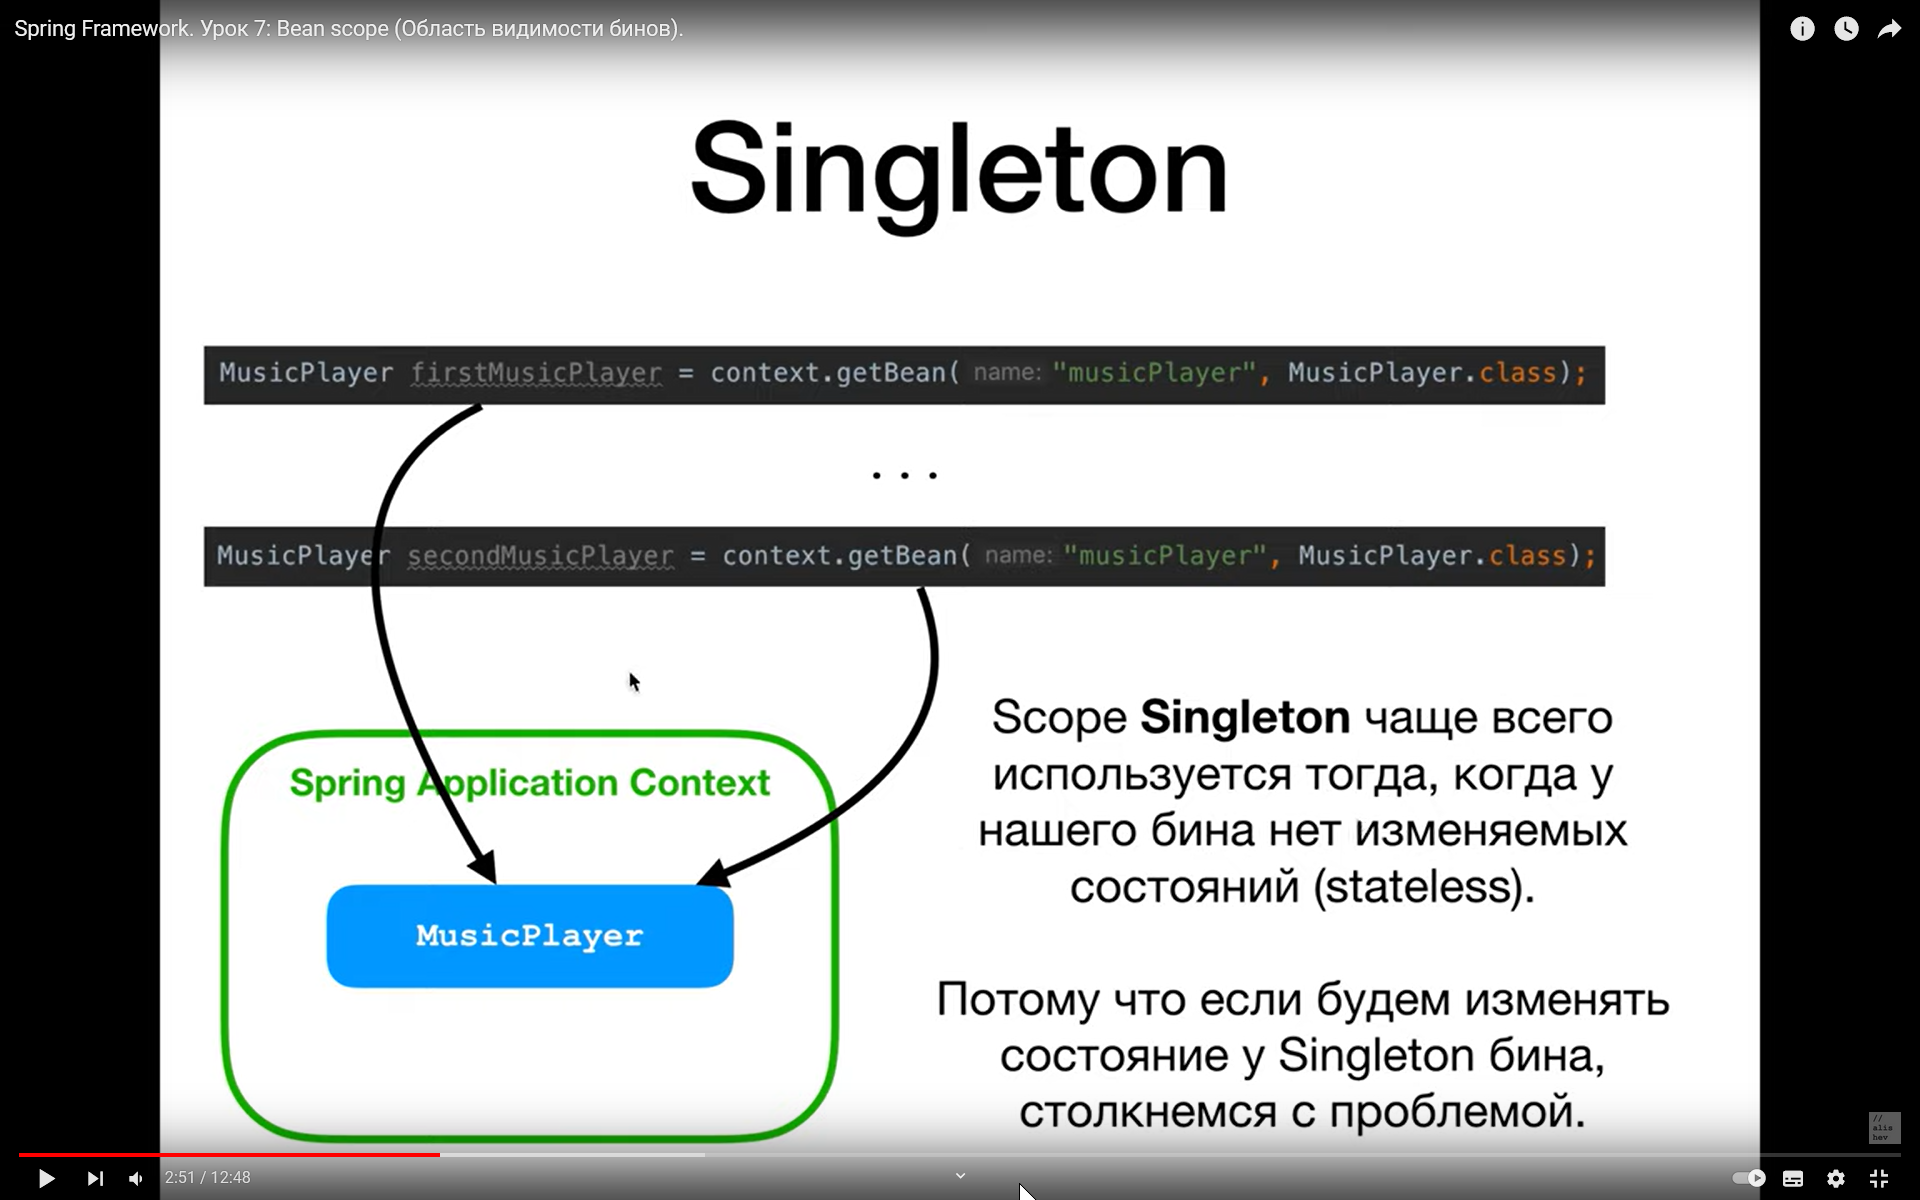 Spring Framework. Урок 7: Bean scope (Область видимости бинов).
Singleton
MusicPlayer firstMusicPlayer = context.getBean( name: "musicPlayer", MusicPlayer.class);
...
MusicPlayer secondMusicPlayer = context.getBean( name: "musicPlayer", MusicPlayer.class);
Spring Application Context
MusicPlayer
Scope Singleton чаще всего
используется тогда, когда у
нашего бина нет изменяемых
состояний (stateless).
Потому что если будем изменять
состояние у Singleton бина,
столкнемся с проблемой.
//
alis
hev
2:51 / 12:48